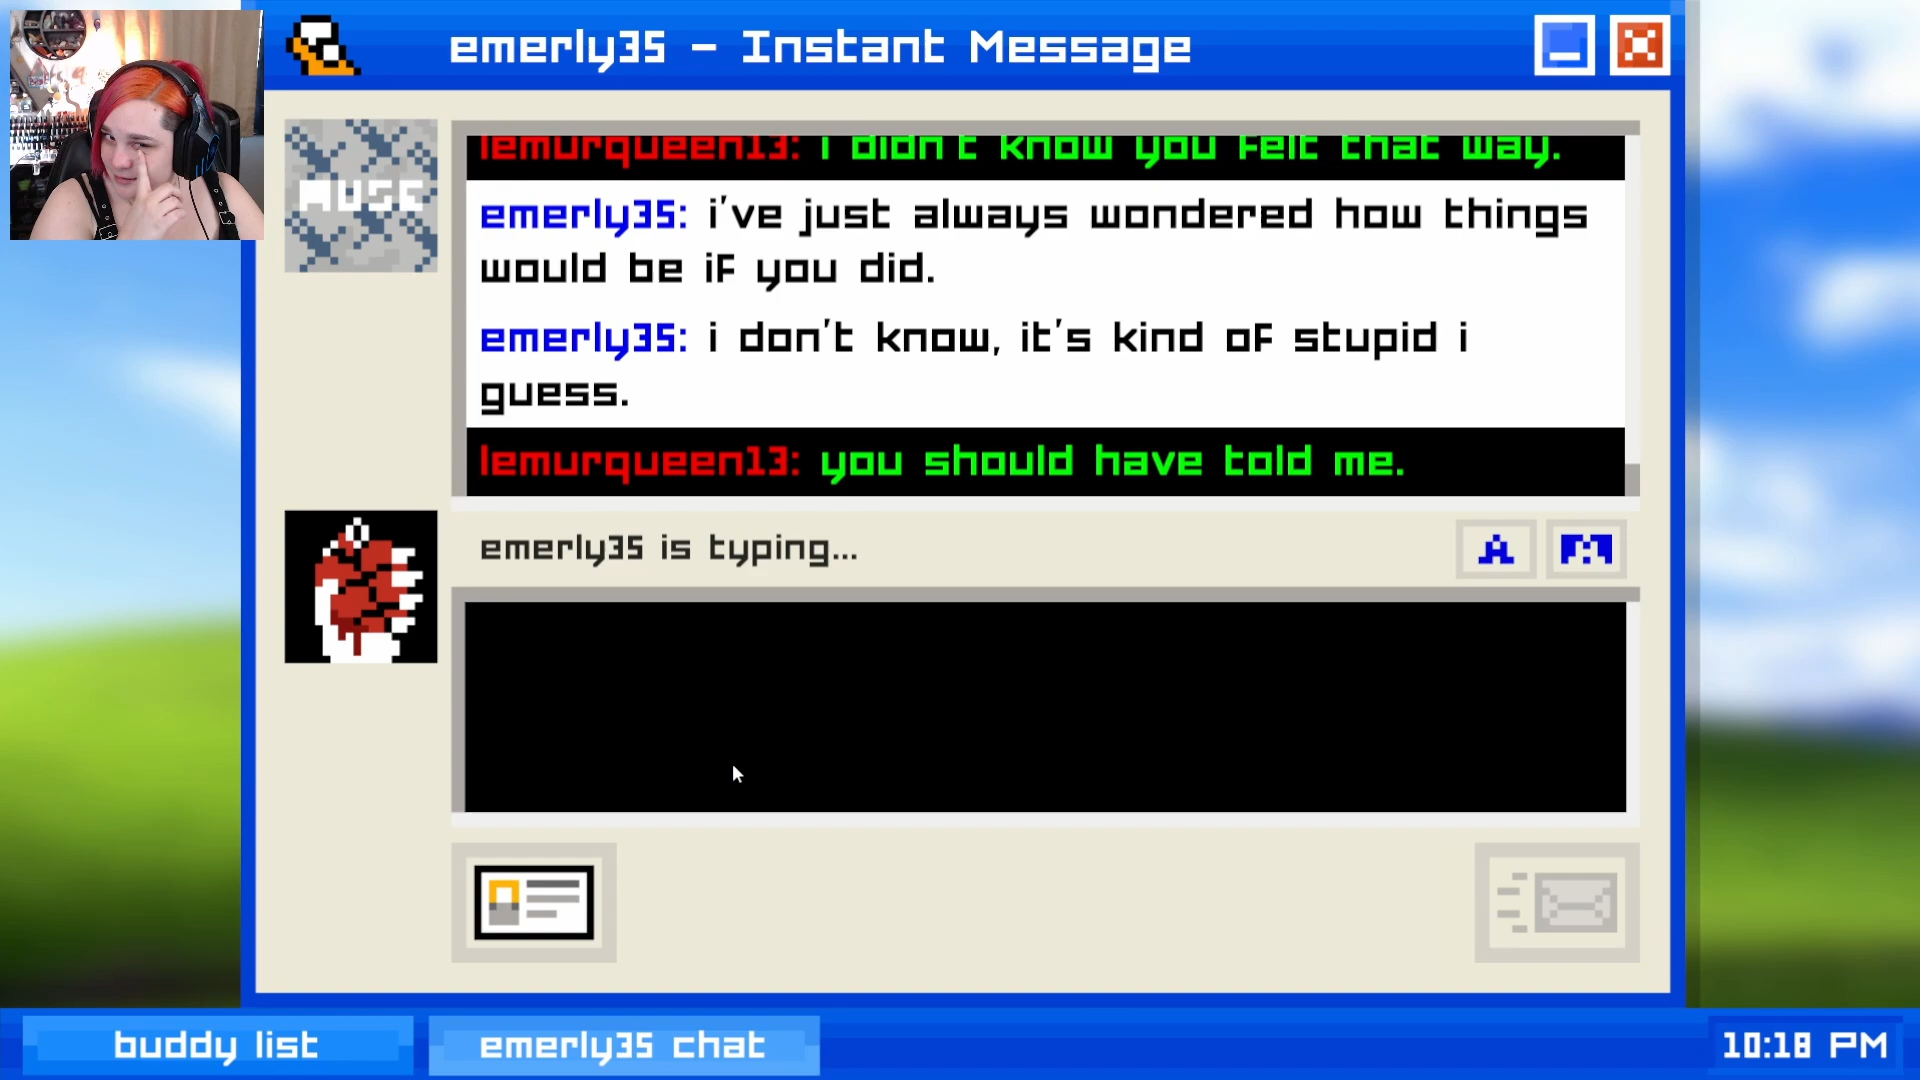 emerly35 - Instant Message
MUSE
lemurqueen13: i didn't know you felt that way.
emerly35: i've just always wondered how things
would be if you did.
emerly35: i don't know, it's kind of stupid i
guess.
lemurqueen13: you should have told me.
emerly35 is typing...
A
buddy list
emerly35 chat
10:18 PM